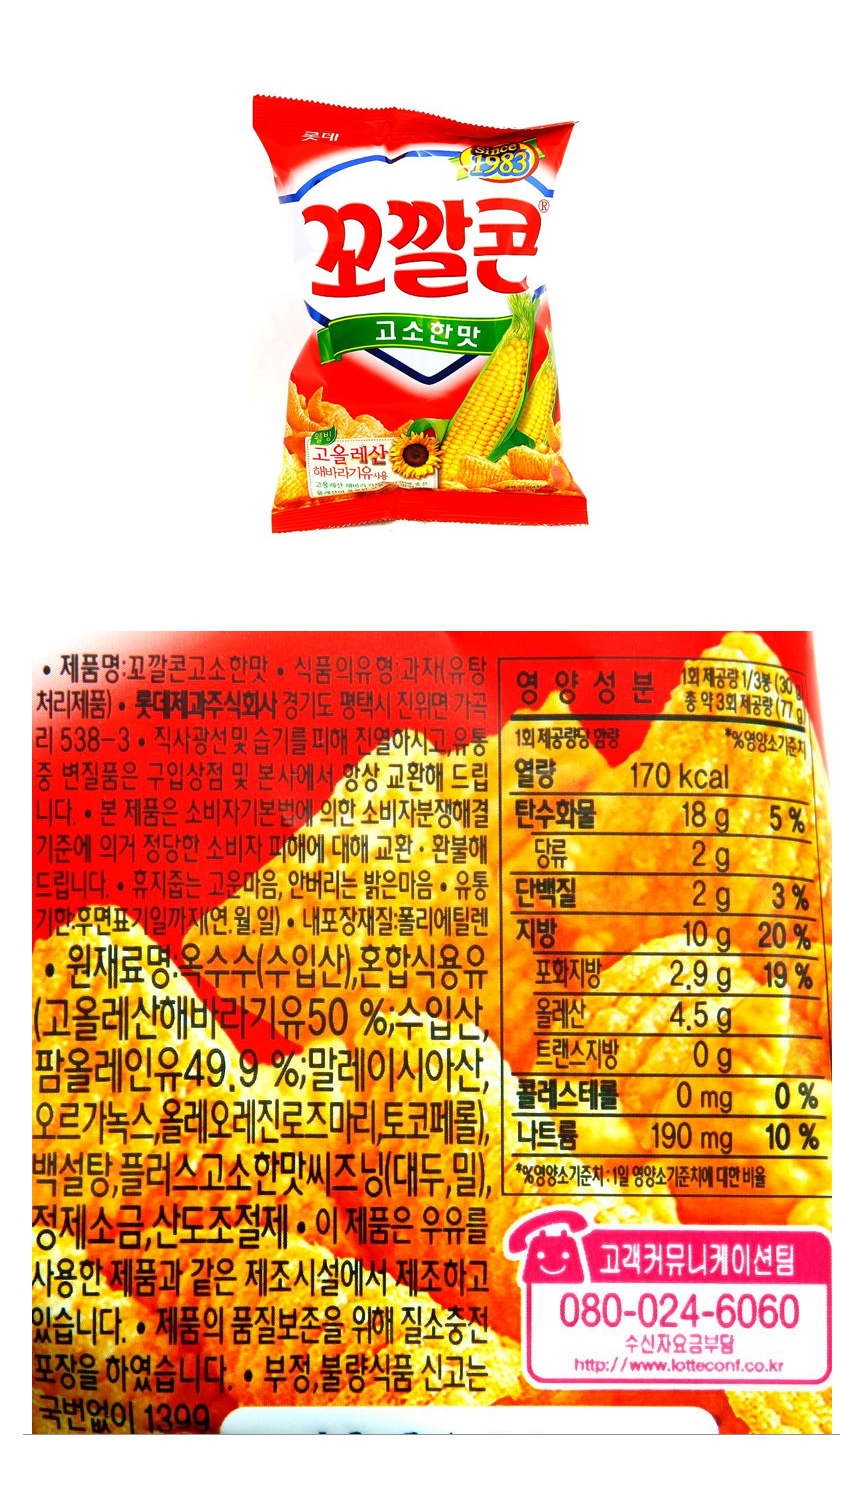 롯데
Since
1983
꼬깔콘®
고소한맛
웰빙
고올레산
해바라기유사용
• 제품명:꼬깔콘고소한맛 • 식품의유형:과자(유탕
처리제품) • 롯데제과주식회사 경기도 평택시 진위면 가곡
리 538-3 • 직사광선및 습기를 피해 진열하시고,유통
중 변질품은 구입상점 및 본사에서 항상 교환해 드립
니다. • 본 제품은 소비자기본법에 의한 소비자분쟁해결
기준에 의거 정당한 소비자 피해에 대해 교환·완불해
드립니다. • 휴지줍는 고운마음, 안버리는 밝은마음 • 유통
기한:후면표기일까지(연.월.일) • 내포장재질:폴리에틸렌
• 원재료명:옥수수(수입산),혼합식용유
(고올레산해바라기유50 %;수입산,
팜올레인유49.9 %;말레이시아산,
오르가녹스,올레오레진로즈마리,토코페롤),
백설탕,플러스고소한맛씨즈닝(대두,밀),
정제소금,산도조절제 • 이 제품은 우유를
사용한 제품과 같은 제조시설에서 제조하고
있습니다. • 제품의 품질보존을 위해 질소충전
포장을 하였습니다. • 부정,불량식품 신고는
국번없이 1399
영 양 성 분 1회 제공량 1/3봉 (30 g)
총 약 3회 제공량 (77 g)
1회 제공량당 함량 *%영양소기준치
열량 170 kcal
탄수화물 18 g 5 %
당류 2 g
단백질 2 g 3 %
지방 10 g 20 %
포화지방 2.9 g 19 %
올레산 4.5 g
트랜스지방 0 g
콜레스테롤 0 mg 0 %
나트륨 190 mg 10 %
*%영양소기준치 : 1일 영양소기준치에 대한 비율
고객커뮤니케이션팀
080-024-6060
수신자요금부담
http://www.lotteconf.co.kr